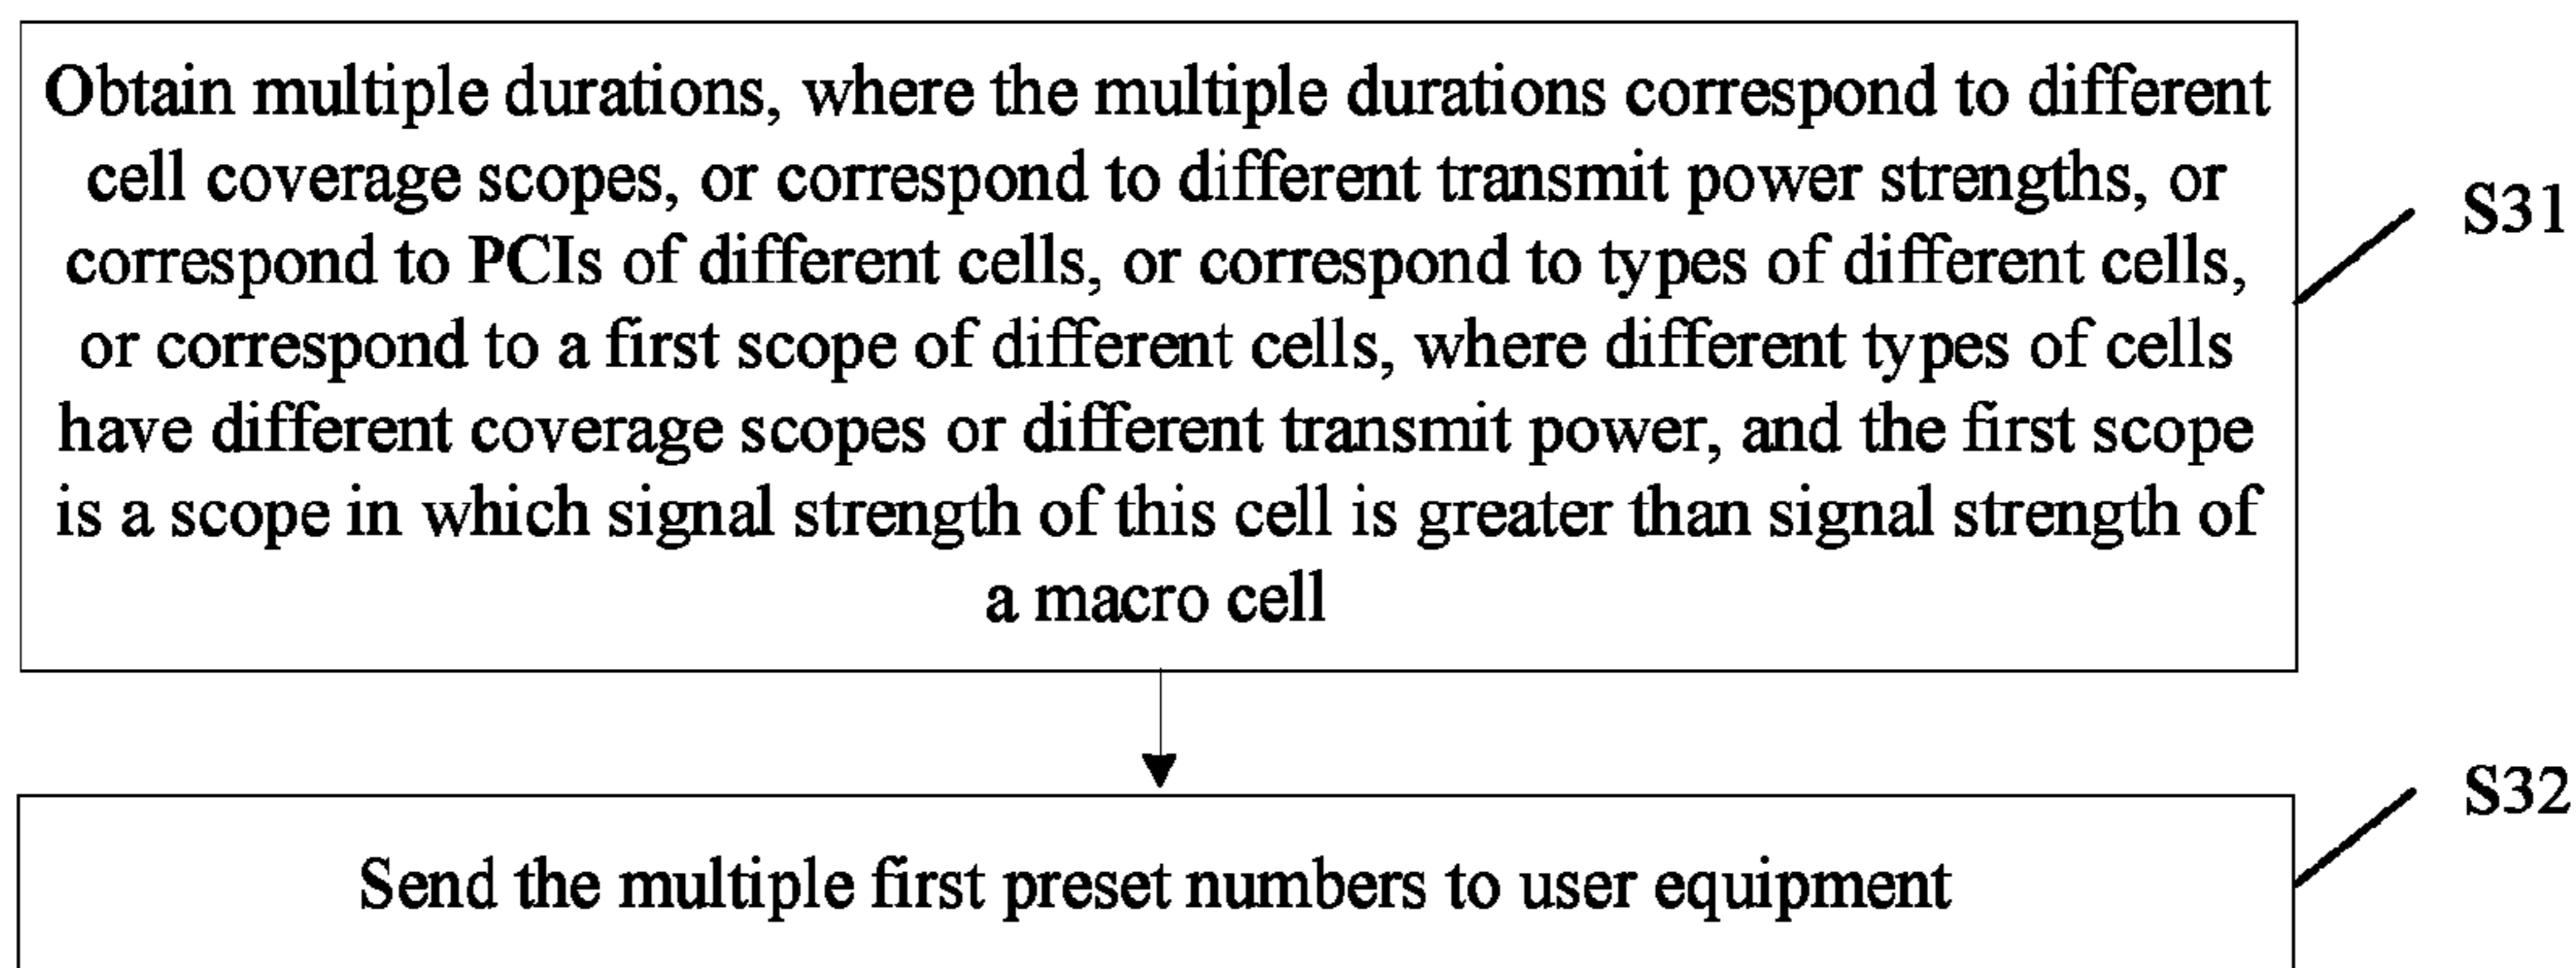 Obtain multiple durations, where the multiple durations correspond to different
cell coverage scopes, or correspond to different transmit power strengths, or
correspond to PCIs of different cells, or correspond to types of different cells,
or correspond to a first scope of different cells, where different types of cells
have different coverage scopes or different transmit power, and the first scope
is a scope in which signal strength of this cell is greater than signal strength of
a macro cell
S31
S32
Send the multiple first preset numbers to user equipment